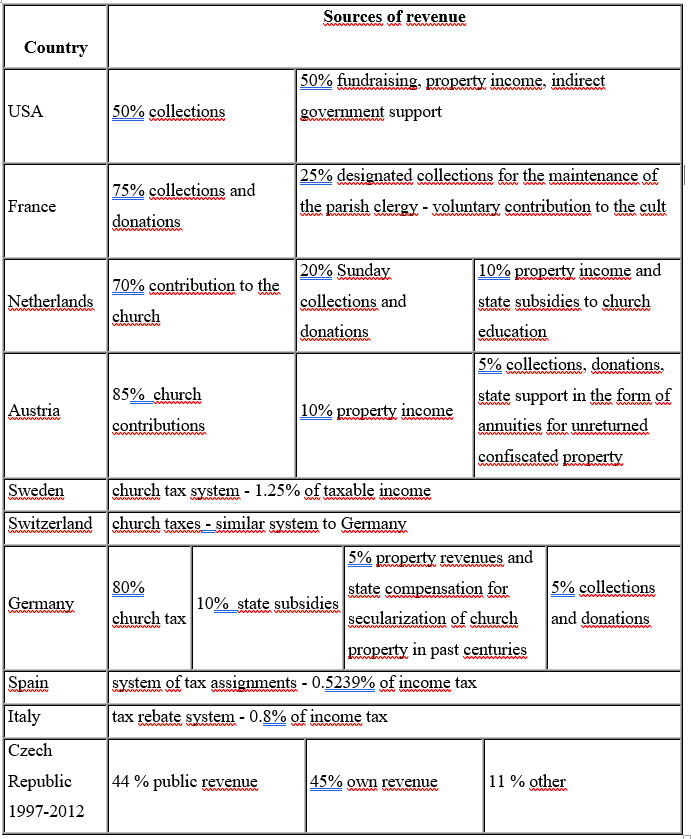 Sources of revenue
Country
USA
50% collections
50% fundraising, property income, indirect
government support
France
75% collections and
donations
25% designated collections for the maintenance of
the parish clergy - voluntary contribution to the cult
Netherlands
70% contribution to the
church
20% Sunday
collections and
donations
10% property income and
state subsidies to church
education
Austria
85% church
contributions
10% property income
5% collections, donations,
state support in the form of
annuities for unreturned
confiscated property
Sweden
church tax system - 1.25% of taxable income
Switzerland
church taxes - similar system to Germany
Germany
80%
church tax
10% state subsidies
5% property revenues and
state compensation for
secularization of church
property in past centuries
5% collections
and donations
Spain
system of tax assignments - 0.5239% of income tax
Italy
tax rebate system - 0.8% of income tax
Czech
Republic
1997-2012
44 % public revenue
45% own revenue
11 % other